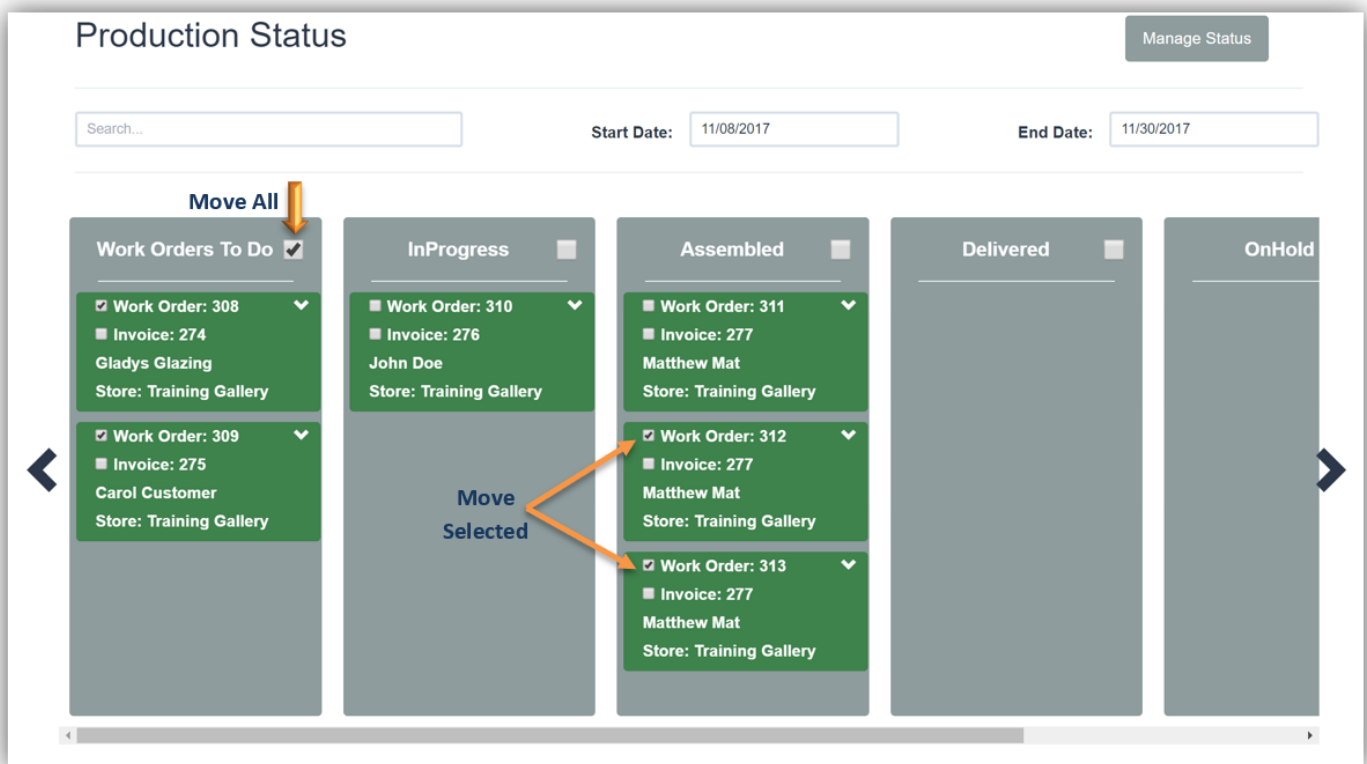 Production Status
Manage Status
Search...
Start Date:
11/08/2017
End Date:
11/30/2017
Move All
Work Orders To Do
Work Order: 308
Invoice: 274
Gladys Glazing
Store: Training Gallery
Work Order: 309
Invoice: 275
Carol Customer
Store: Training Gallery
InProgress
Work Order: 310
Invoice: 276
John Doe
Store: Training Gallery
Move
Selected
Assembled
Work Order: 311
Invoice: 277
Matthew Mat
Store: Training Gallery
Work Order: 312
Invoice: 277
Matthew Mat
Store: Training Gallery
Work Order: 313
Invoice: 277
Matthew Mat
Store: Training Gallery
Delivered
OnHold